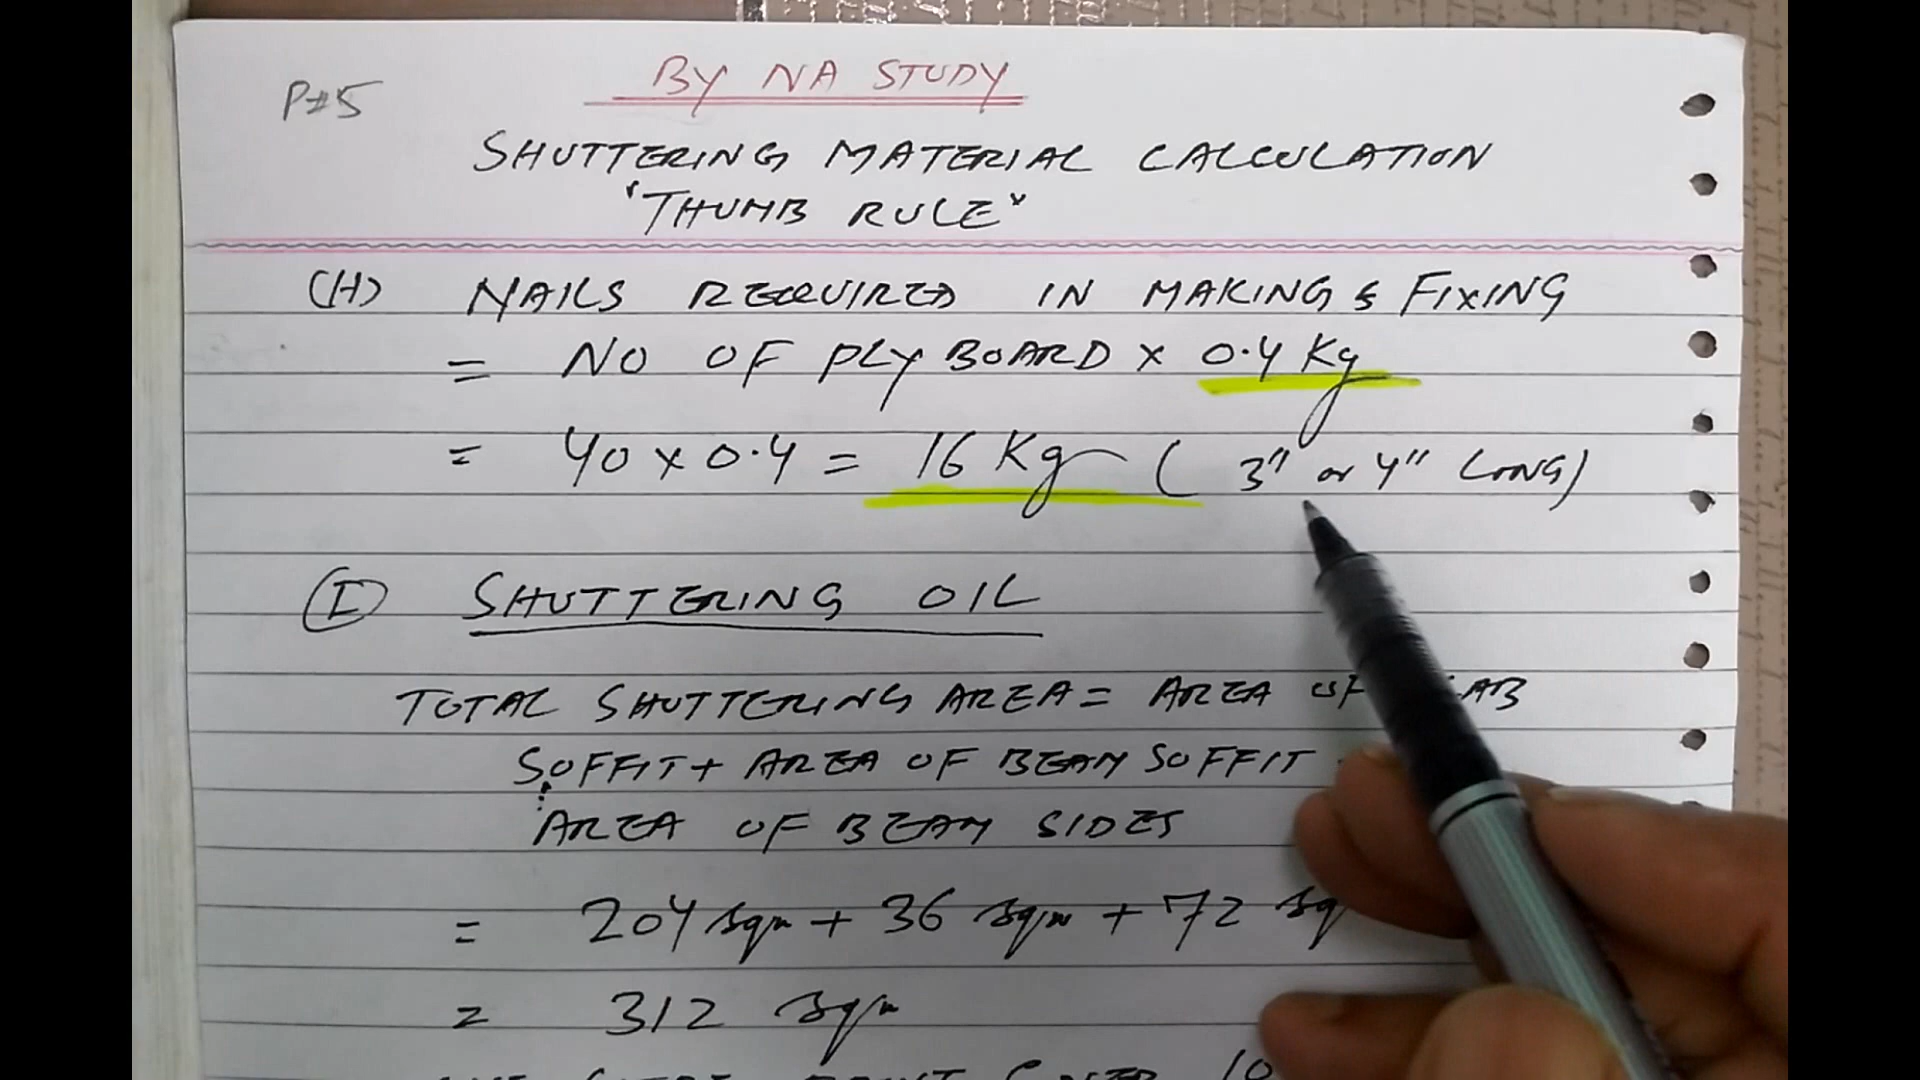 P#5
BY NA STUDY
SHUTTERING MATERIAL CALCULATION
"THUMB RULE"
(H) NAILS REQUIRED IN MAKING & FIXING
= NO OF PLY BOARD × 0.4 Kg
= 40 × 0.4 = 16 Kg ( 3" or 4" LONG)
(I) SHUTTERING OIL
TOTAL SHUTTERING AREA = AREA OF
SOFFIT + AREA OF BEAM SOFFIT
AREA OF BEAM SIDES
= 204 sqm + 36 sqm + 72 sq
= 312 sqm
10